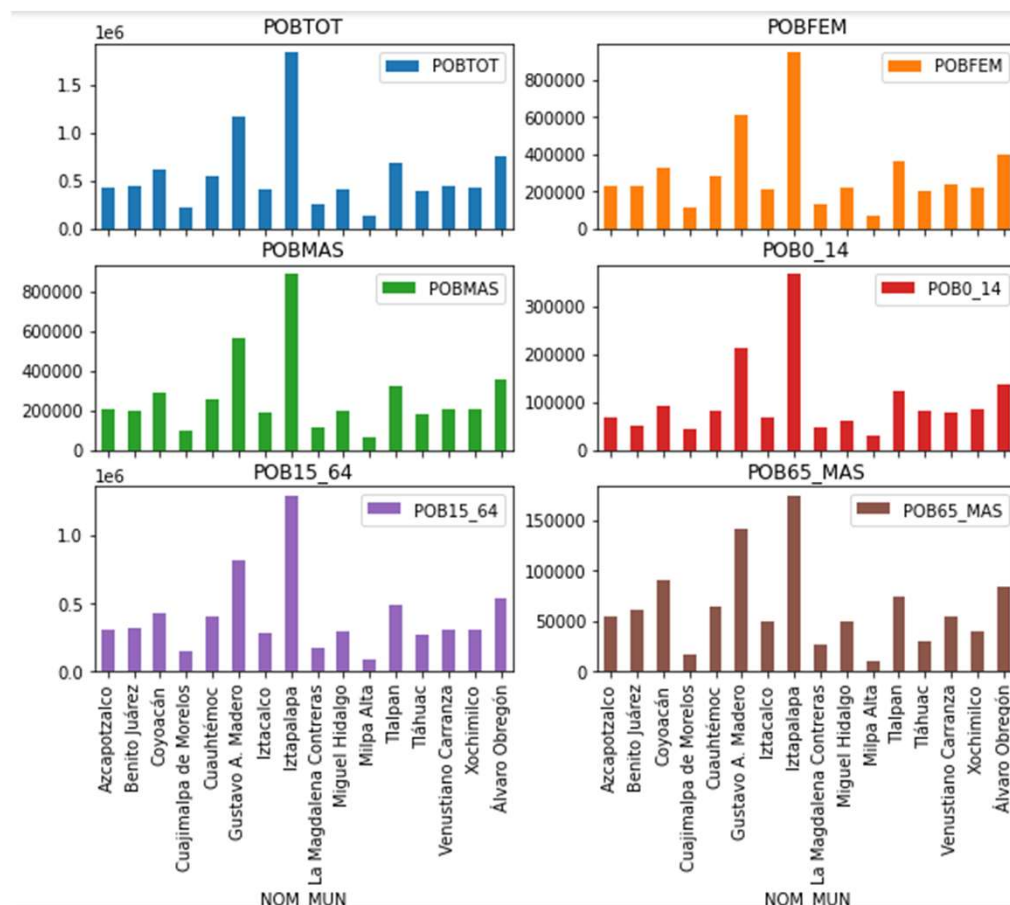 POBTOT
1e6
POBTOT
1.5
1.0
0.5
0.0
POBFEM
POBFEM
800000
600000
400000
200000
0
POBMAS
POBMAS
800000
600000
400000
200000
0
POB0_14
POB0_14
300000
200000
100000
0
POB15_64
1e6
POB15_64
1.0
0.5
0.0
Azcapotzalco
Benito Juárez
Coyoacán
Cuajimalpa de Morelos
Cuauhtémoc
Gustavo A. Madero
Iztacalco
Iztapalapa
La Magdalena Contreras
Miguel Hidalgo
Milpa Alta
Tlalpan
Tláhuac
Venustiano Carranza
Xochimilco
Álvaro Obregón
NOM_MUN
POB65_MAS
POB65_MAS
150000
100000
50000
0
Azcapotzalco
Benito Juárez
Coyoacán
Cuajimalpa de Morelos
Cuauhtémoc
Gustavo A. Madero
Iztacalco
Iztapalapa
La Magdalena Contreras
Miguel Hidalgo
Milpa Alta
Tlalpan
Tláhuac
Venustiano Carranza
Xochimilco
Álvaro Obregón
NOM_MUN